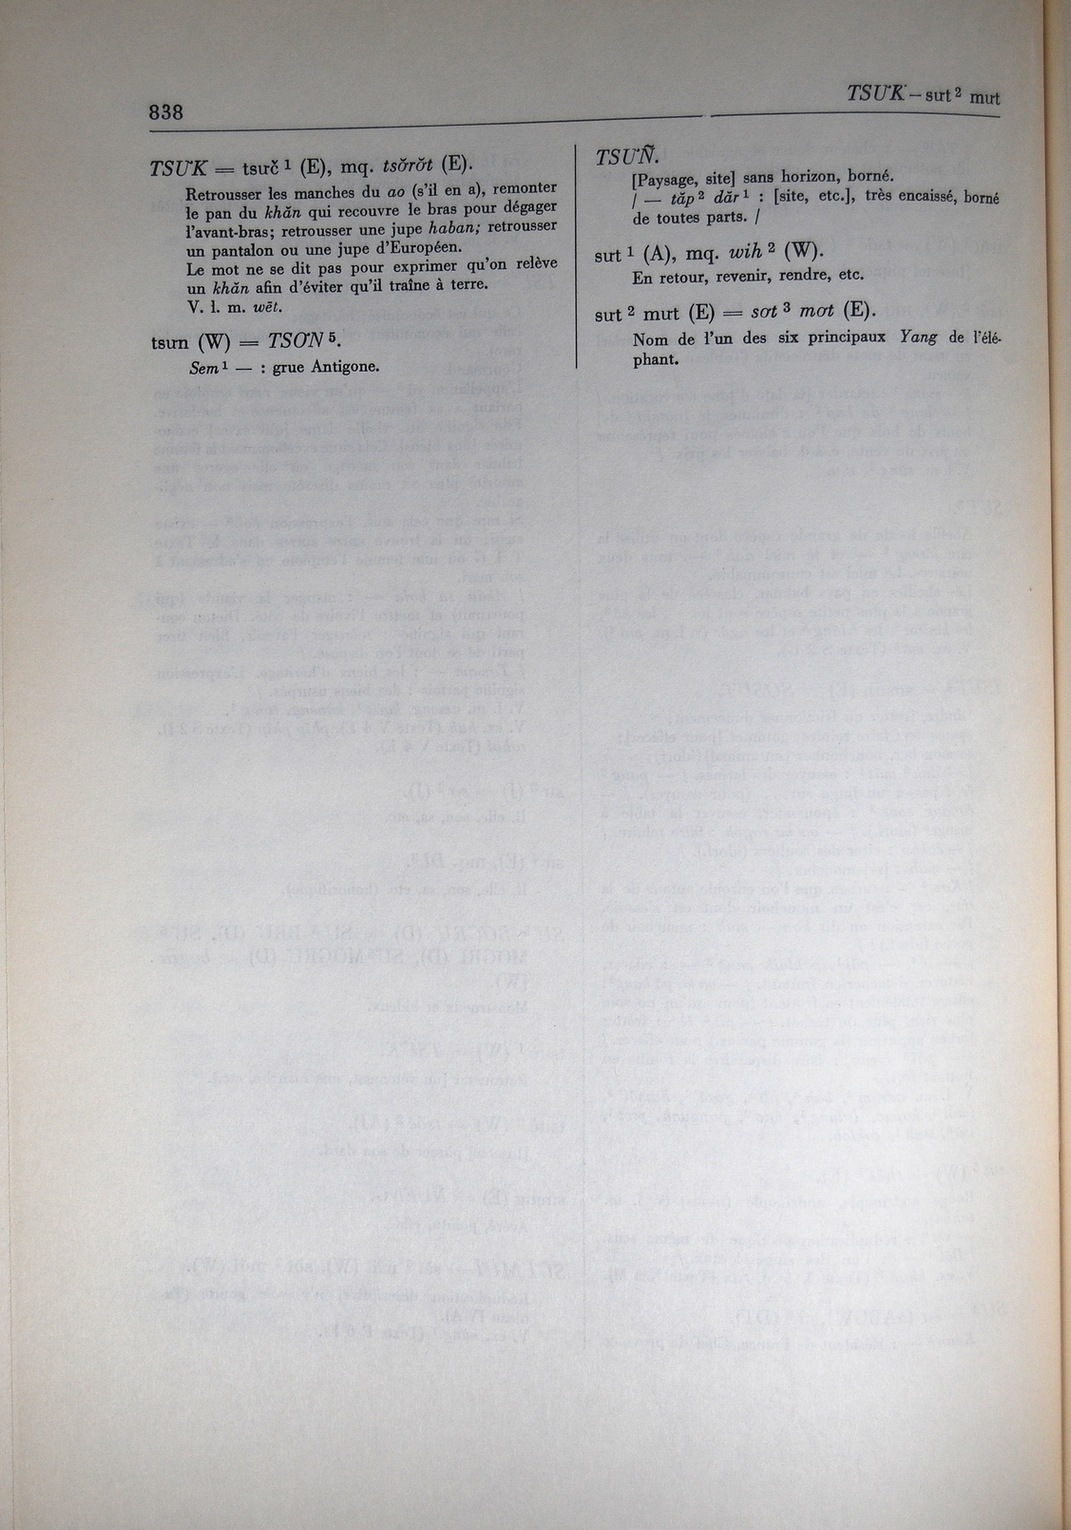 838
TSƯK – sưt ² mưt
TSƯK = tsưč ¹ (E), mq. tsŏrŏt (E).
Retrousser les manches du ao (s'il en a), remonter
le pan du khăn qui recouvre le bras pour dégager
l'avant-bras; retrousser une jupe haban; retrousser
un pantalon ou une jupe d'Européen.
Le mot ne se dit pas pour exprimer qu'on relève
un khăn afin d'éviter qu'il traîne à terre.
V. l. m. wĕt.
tsưn (W) = TSƠN ⁵.
Sem ¹ — : grue Antigone.
TSƯÑ.
[Paysage, site] sans horizon, borné.
/ — tăp ² dăr ¹ : [site, etc.], très encaissé, borné
de toutes parts. /
sưt ¹ (A), mq. wih ² (W).
En retour, revenir, rendre, etc.
sưt ² mưt (E) = sơt ³ mơt (E).
Nom de l'un des six principaux Yang de l'élé-
phant.